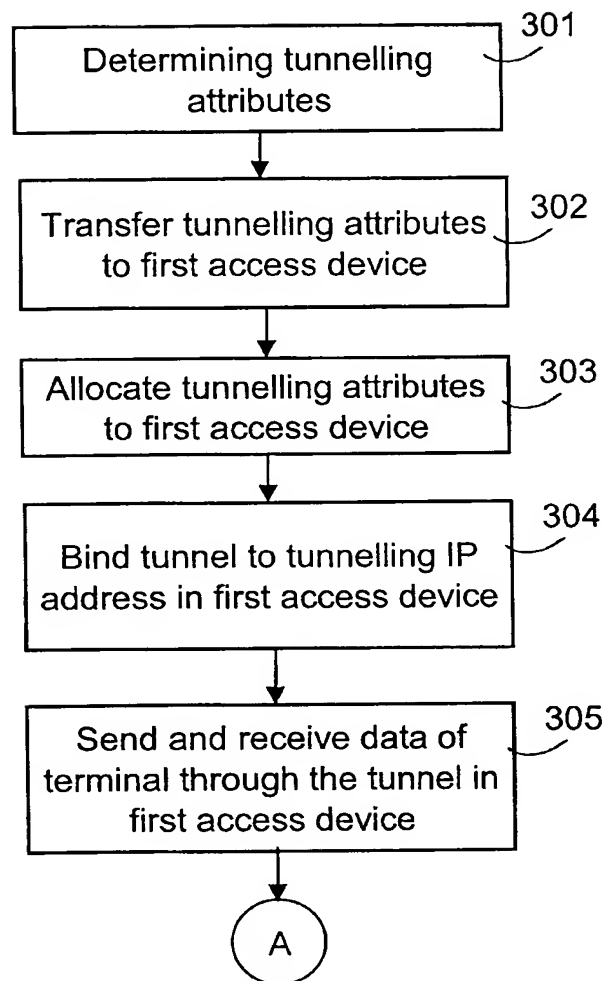 301
Determining tunnelling
attributes
302
Transfer tunnelling attributes
to first access device
303
Allocate tunnelling attributes
to first access device
304
Bind tunnel to tunnelling IP
address in first access device
305
Send and receive data of
terminal through the tunnel in
first access device
A